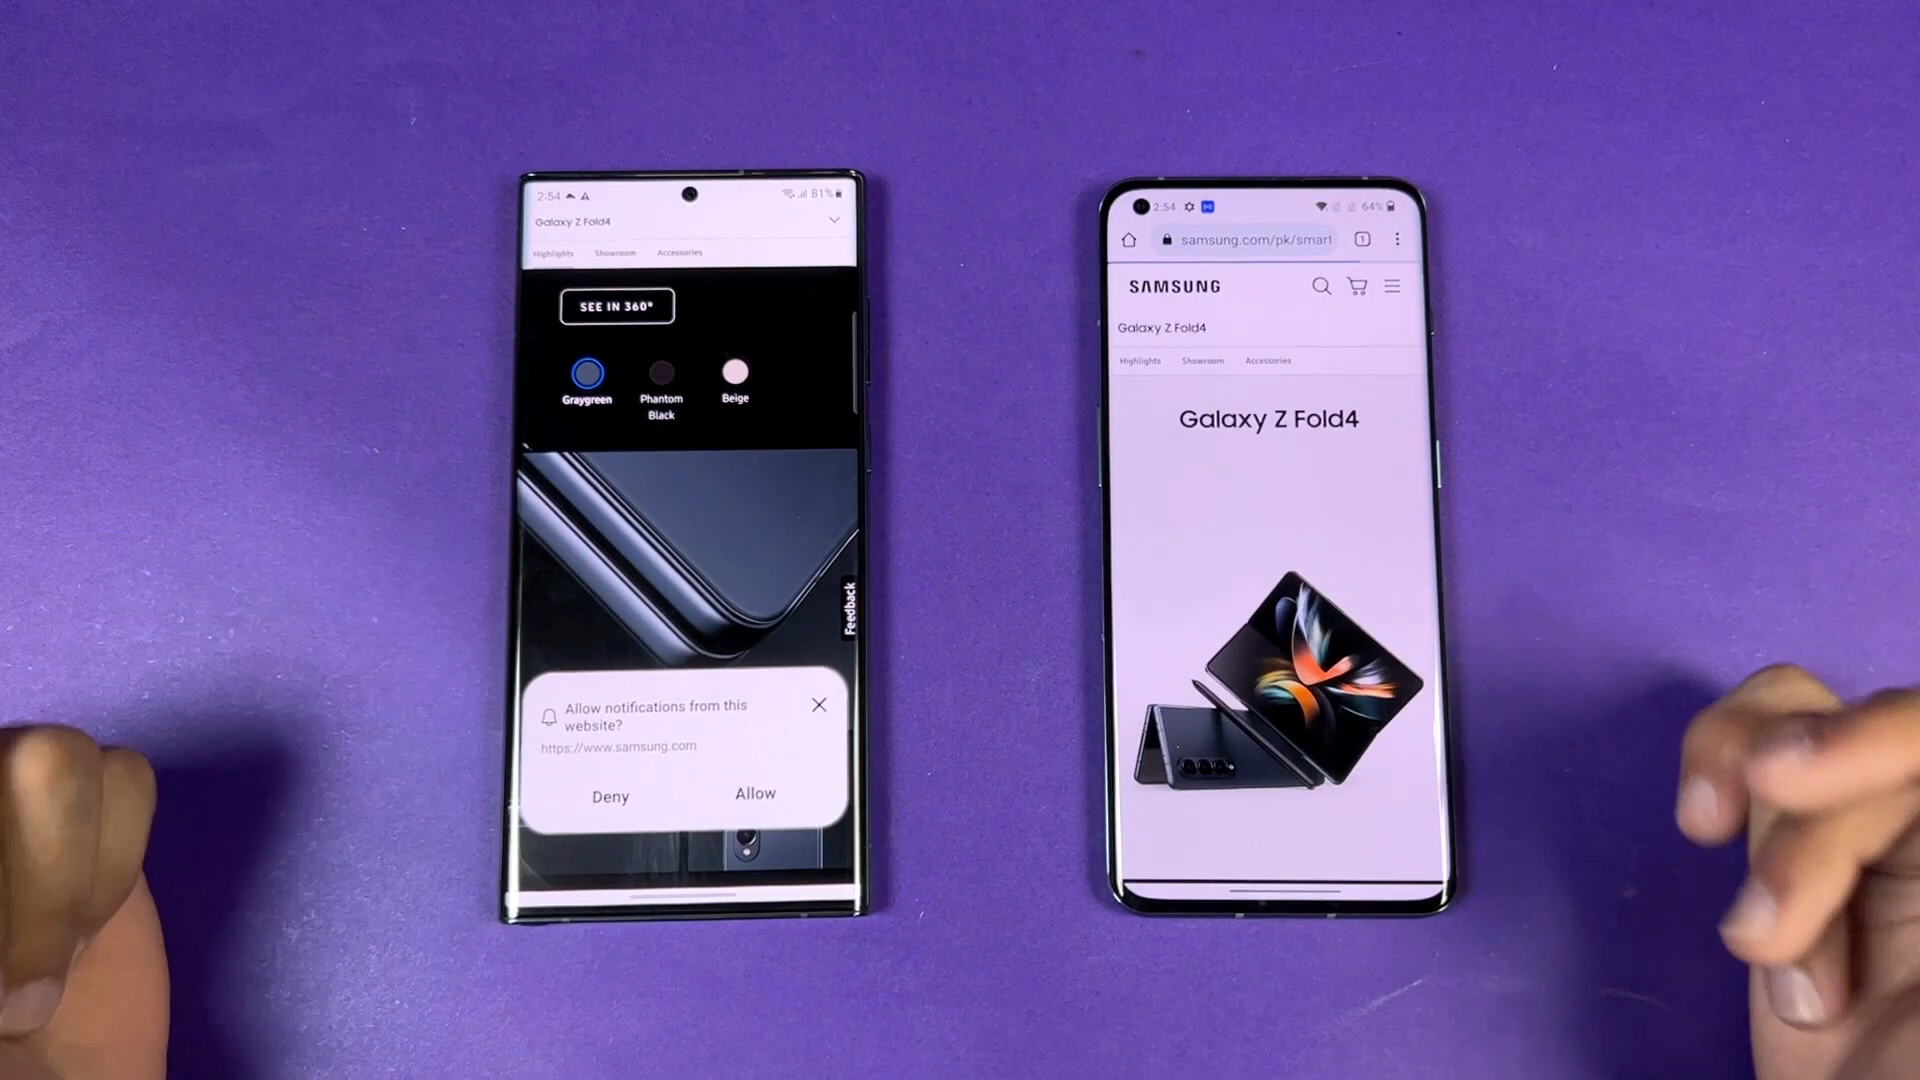 2:54
81%
Galaxy Z Fold4
Highlights Showroom Accessories
SEE IN 360°
Graygreen
Phantom
Black
Beige
Feedback
Allow notifications from this
website?
https://www.samsung.com
Deny
Allow
2:54
64%
samsung.com/pk/smart
1
SAMSUNG
Galaxy Z Fold4
Highlights Showroom Accessories
Galaxy Z Fold4